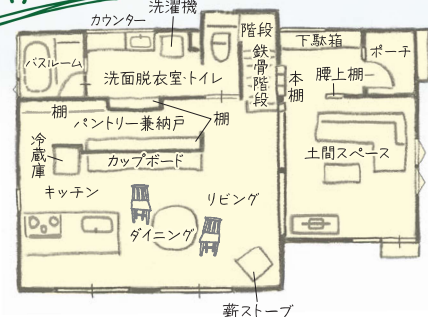 洗濯機
カウンター
階段
下駄箱
ポーチ
バスルーム
鉄骨階段
本棚
腰上棚
洗面脱衣室・トイレ
棚
パントリー兼納戸
棚
冷蔵庫
カップボード
土間スペース
キッチン
リビング
ダイニング
薪ストーブ